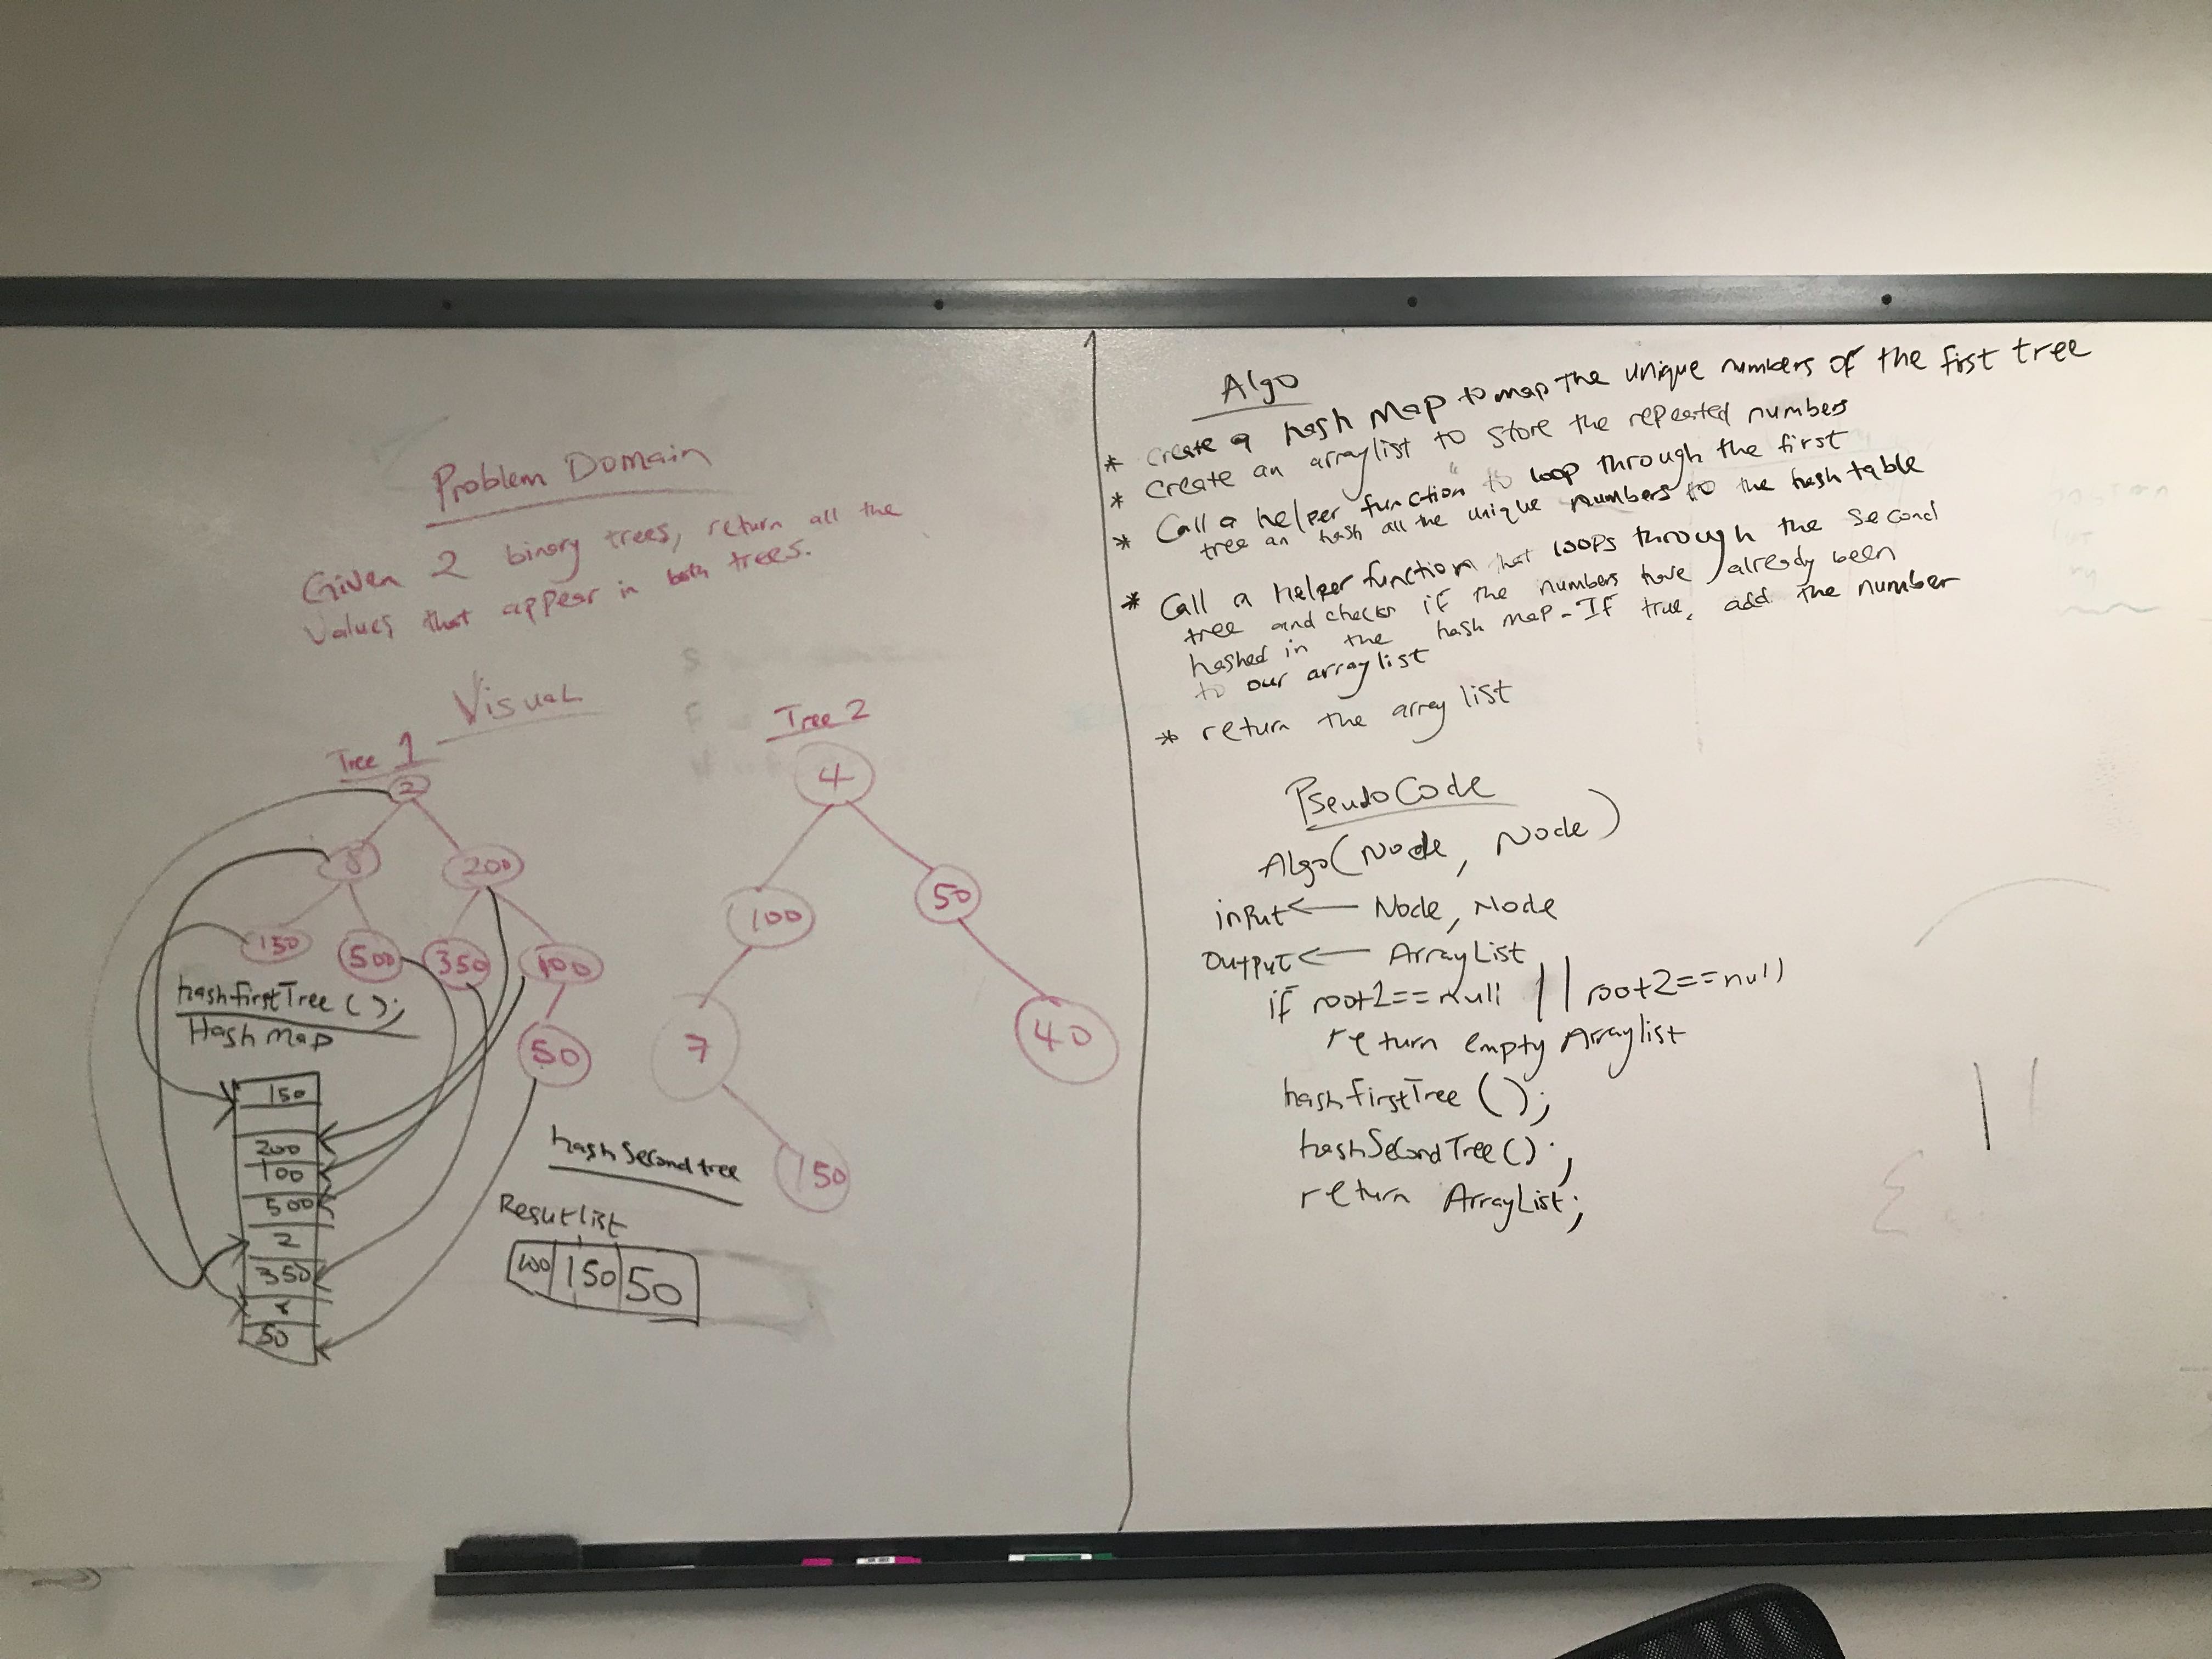 Problem Domain
Given 2 binary trees, return all the
values that appear in both trees.
Visual
Tree 1
2
8
200
150
500
350
100
50
Tree 2
4
100
50
7
40
150
hashfirstTree ();
Hash Map
150
200
100
500
2
350
8
50
hashSecondtree
Resultlist
100 150 50
Algo
* Create a hash Map to map the unique numbers of the first tree
* Create an arraylist to store the repeated numbers
* Call a helper function to loop through the first
tree an hash all the unique numbers to the hashtable
* Call a helper function that loops through the second
tree and checks if the numbers have already been
hashed in the hash map - If true, add the number
to our arraylist
* return the array list
PseudoCode
Algo(Node, Node)
input ← Node, Node
Output ← ArrayList
if root1==null || root2==null
return empty Arraylist
hashfirstTree ();
hashSecondTree();
return ArrayList;